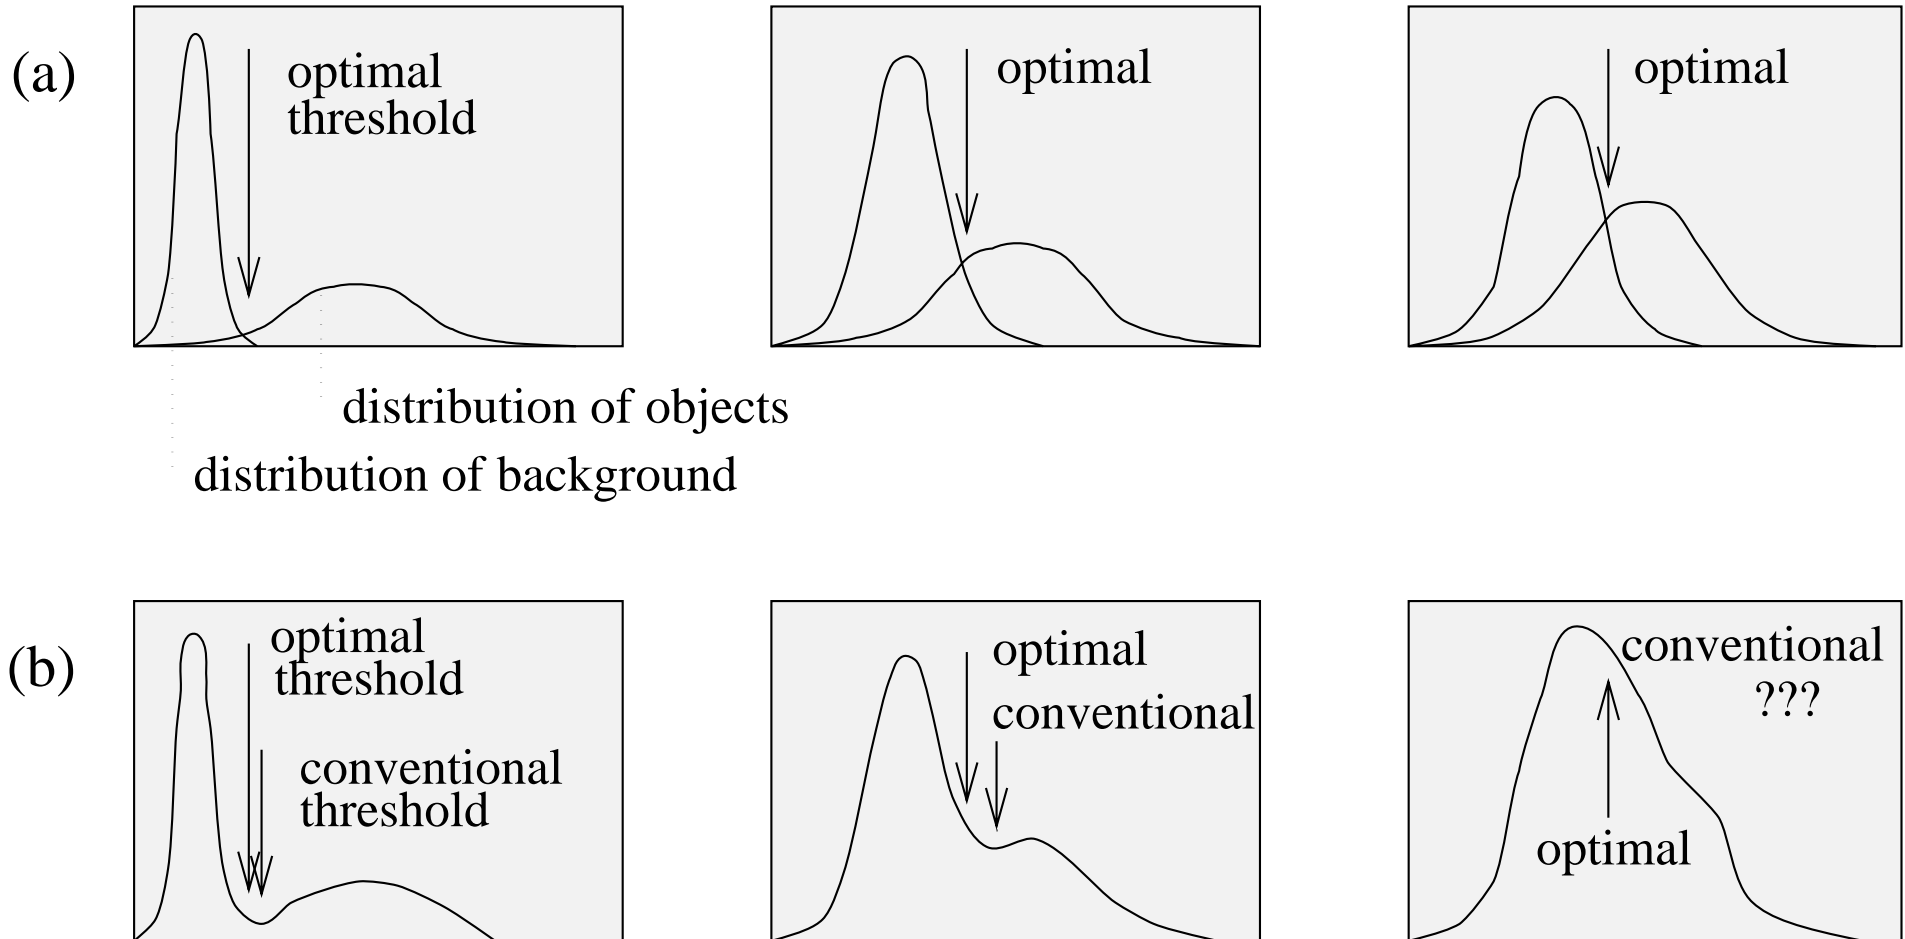 (a)
optimal
threshold
optimal
optimal
distribution of objects
distribution of background
(b)
optimal
threshold
conventional
threshold
optimal
conventional
conventional
???
optimal